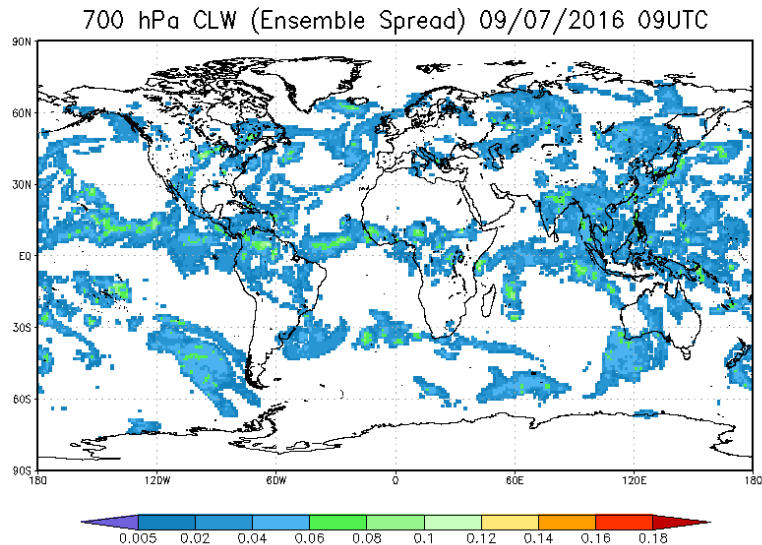 700 hPa CLW (Ensemble Spread) 09/07/2016 09UTC
90N
60N
30N
EQ
30S
60S
90S
180 120W 60W 0 60E 120E 180
0.005 0.02 0.04 0.06 0.08 0.1 0.12 0.14 0.16 0.18